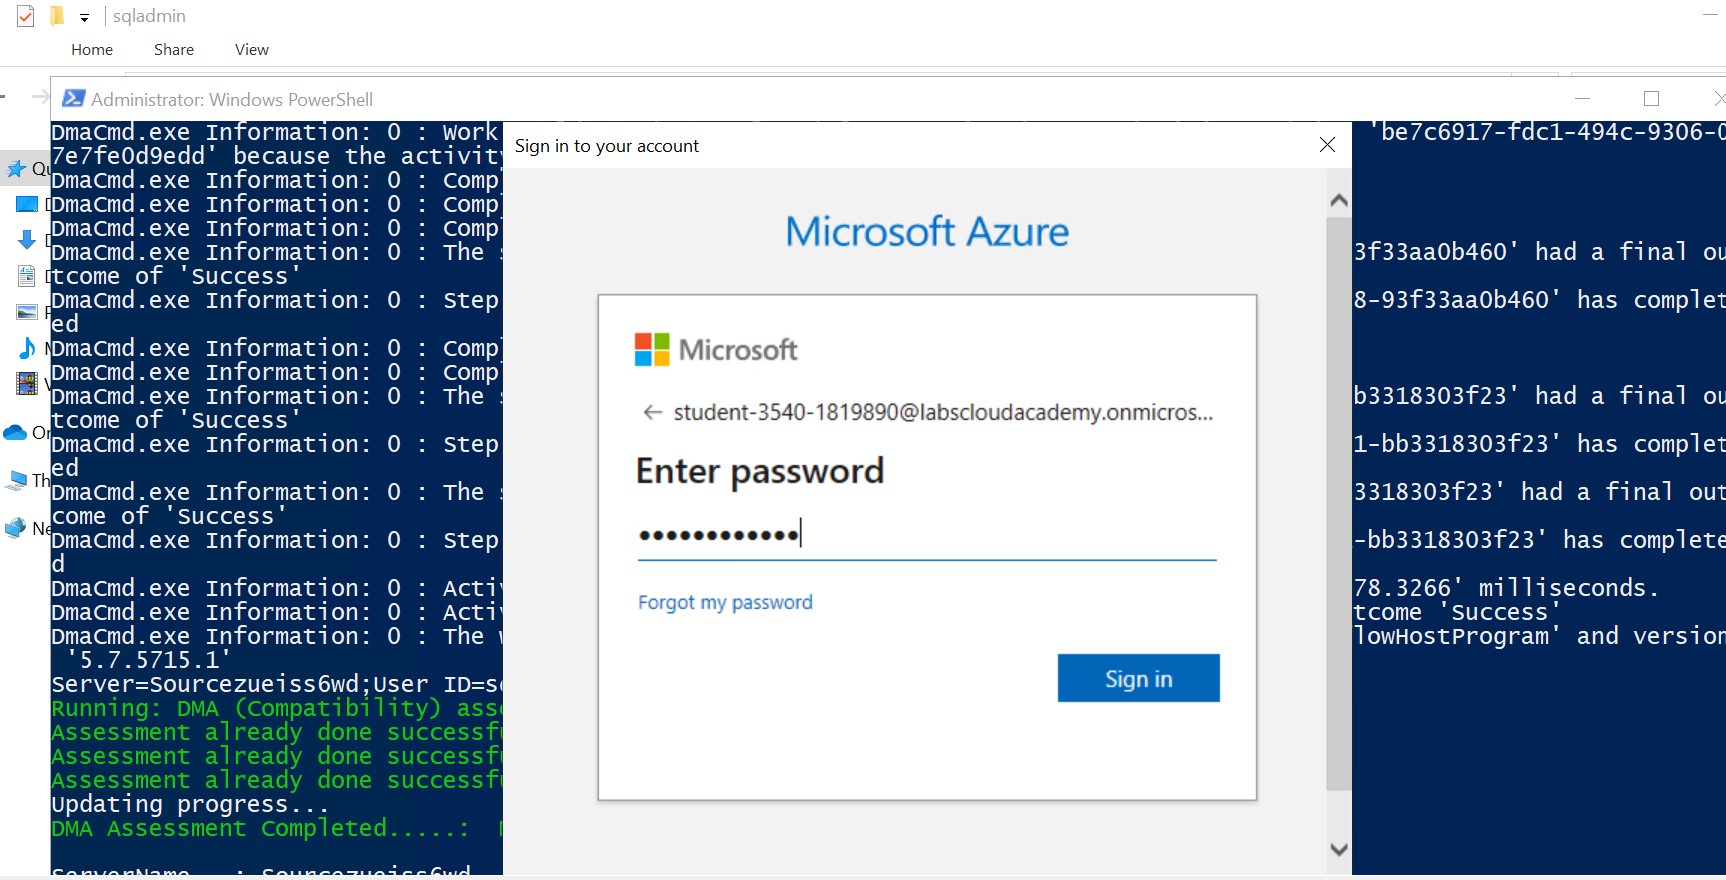 sqladmin
Home Share View
Administrator: Windows PowerShell
DmaCmd.exe Information: 0 : Work
7e7fe0d9edd' because the activity
DmaCmd.exe Information: 0 : Comp
DmaCmd.exe Information: 0 : Comp
DmaCmd.exe Information: 0 : Comp
DmaCmd.exe Information: 0 : The
tcome of 'Success'
DmaCmd.exe Information: 0 : Step
ed
DmaCmd.exe Information: 0 : Comp
DmaCmd.exe Information: 0 : Comp
DmaCmd.exe Information: 0 : The
tcome of 'Success'
DmaCmd.exe Information: 0 : Step
ed
DmaCmd.exe Information: 0 : The
come of 'Success'
DmaCmd.exe Information: 0 : Step
d
DmaCmd.exe Information: 0 : Activ
DmaCmd.exe Information: 0 : Activ
DmaCmd.exe Information: 0 : The
'5.7.5715.1'
Server=Sourcezueiss6wd;User ID=s
Running: DMA (Compatibility) ass
Assessment already done successf
Assessment already done successf
Assessment already done successf
Updating progress...
DMA Assessment Completed.....:
ServerName : Sourcezueiss6wd
Sign in to your account
Microsoft Azure
Microsoft
student-3540-1819890@labscloudacademy.onmicros...
Enter password
Forgot my password
Sign in
'be7c6917-fdc1-494c-9306-0
3f33aa0b460' had a final ou
8-93f33aa0b460' has complet
b3318303f23' had a final ou
1-bb3318303f23' has complet
3318303f23' had a final out
-bb3318303f23' has complete
78.3266' milliseconds.
tcome 'Success'
lowHostProgram' and version